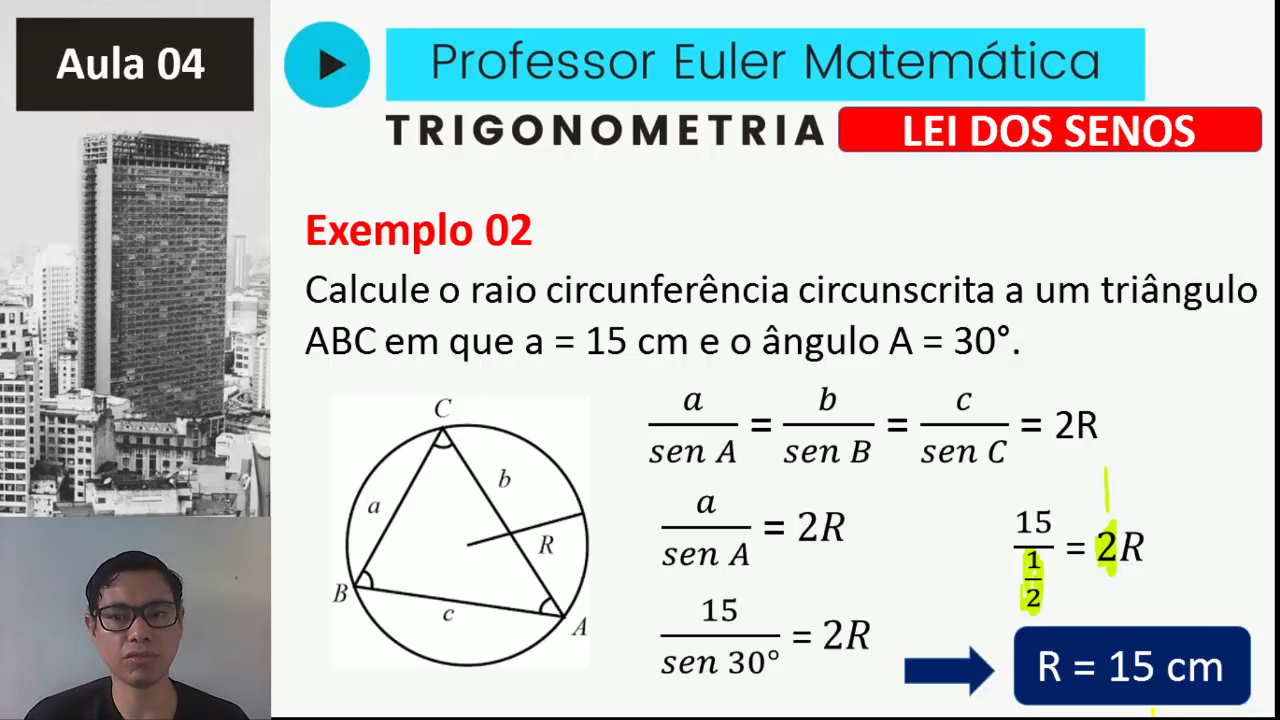 Aula 04
Professor Euler Matemática
TRIGONOMETRIA
LEI DOS SENOS
Exemplo 02
Calcule o raio circunferência circunscrita a um triângulo
ABC em que a = 15 cm e o ângulo A = 30°.
a/sen A = b/sen B = c/sen C = 2R
a/sen A = 2R
15/sen 30° = 2R
15/(1/2) = 2R
R = 15 cm
C
b
a
R
B
c
A